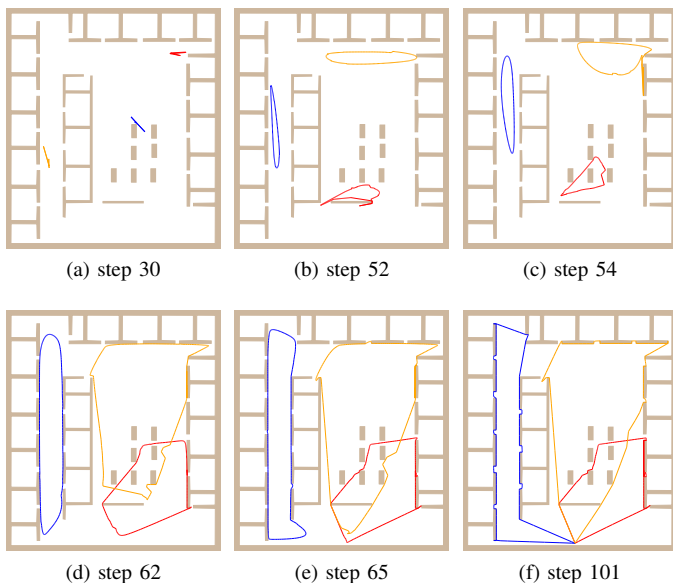 (a) step 30
(b) step 52
(c) step 54
(d) step 62
(e) step 65
(f) step 101